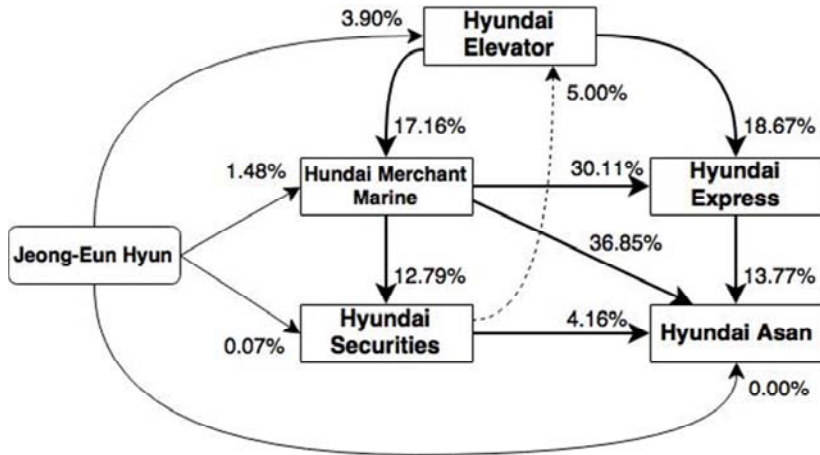 3.90%
Hyundai
Elevator
5.00%
17.16%
18.67%
1.48%
Hundai Merchant
Marine
30.11%
Hyundai
Express
Jeong-Eun Hyun
36.85%
12.79%
13.77%
0.07%
Hyundai
Securities
4.16%
Hyundai Asan
0.00%